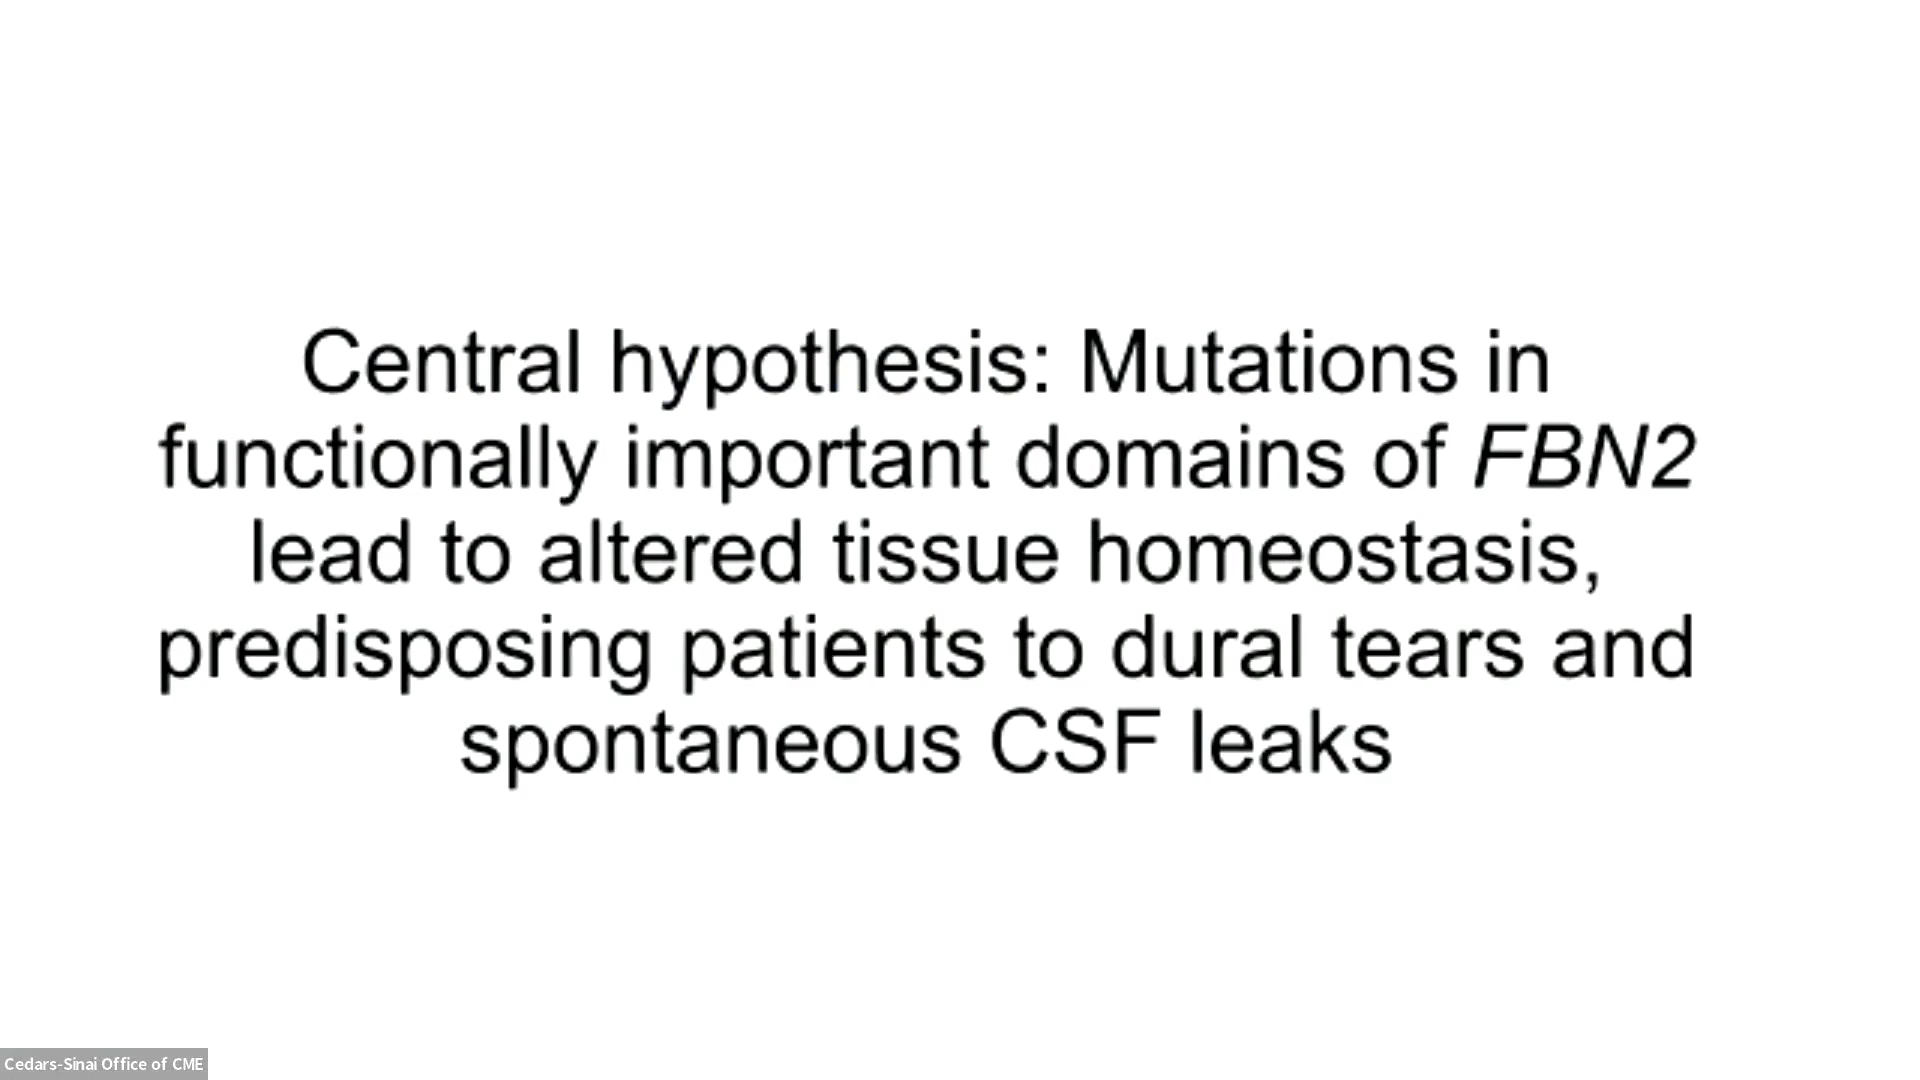 Central hypothesis: Mutations in
functionally important domains of FBN2
lead to altered tissue homeostasis,
predisposing patients to dural tears and
spontaneous CSF leaks
Cedars-Sinai Office of CME